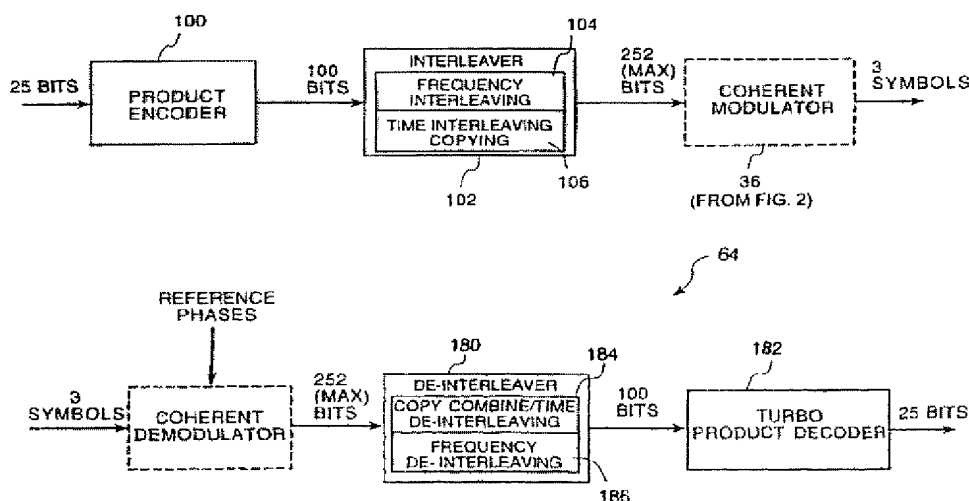 100
25 BITS
PRODUCT
ENCODER
100
BITS
INTERLEAVER
104
FREQUENCY
INTERLEAVING
TIME INTERLEAVING
COPYING
106
102
252
(MAX)
BITS
COHERENT
MODULATOR
3
SYMBOLS
36
(FROM FIG. 2)
64
REFERENCE
PHASES
3
SYMBOLS
COHERENT
DEMODULATOR
252
(MAX)
BITS
180
184
DE-INTERLEAVER
COPY COMBINE/TIME
DE-INTERLEAVING
FREQUENCY
DE-INTERLEAVING
186
100
BITS
182
TURBO
PRODUCT DECODER
25 BITS